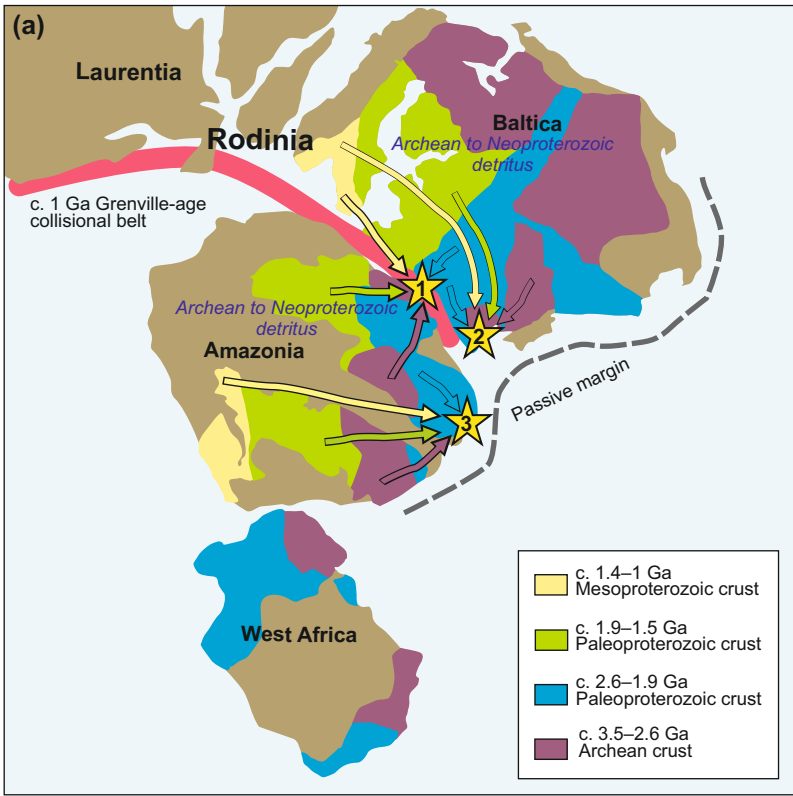 (a)
Laurentia
Rodinia
Baltica
Archean to Neoproterozoic
detritus
c. 1 Ga Grenville-age
collisional belt
1
Archean to Neoproterozoic
detritus
2
Amazonia
Passive margin
3
West Africa
c. 1.4–1 Ga
Mesoproterozoic crust
c. 1.9–1.5 Ga
Paleoproterozoic crust
c. 2.6–1.9 Ga
Paleoproterozoic crust
c. 3.5–2.6 Ga
Archean crust